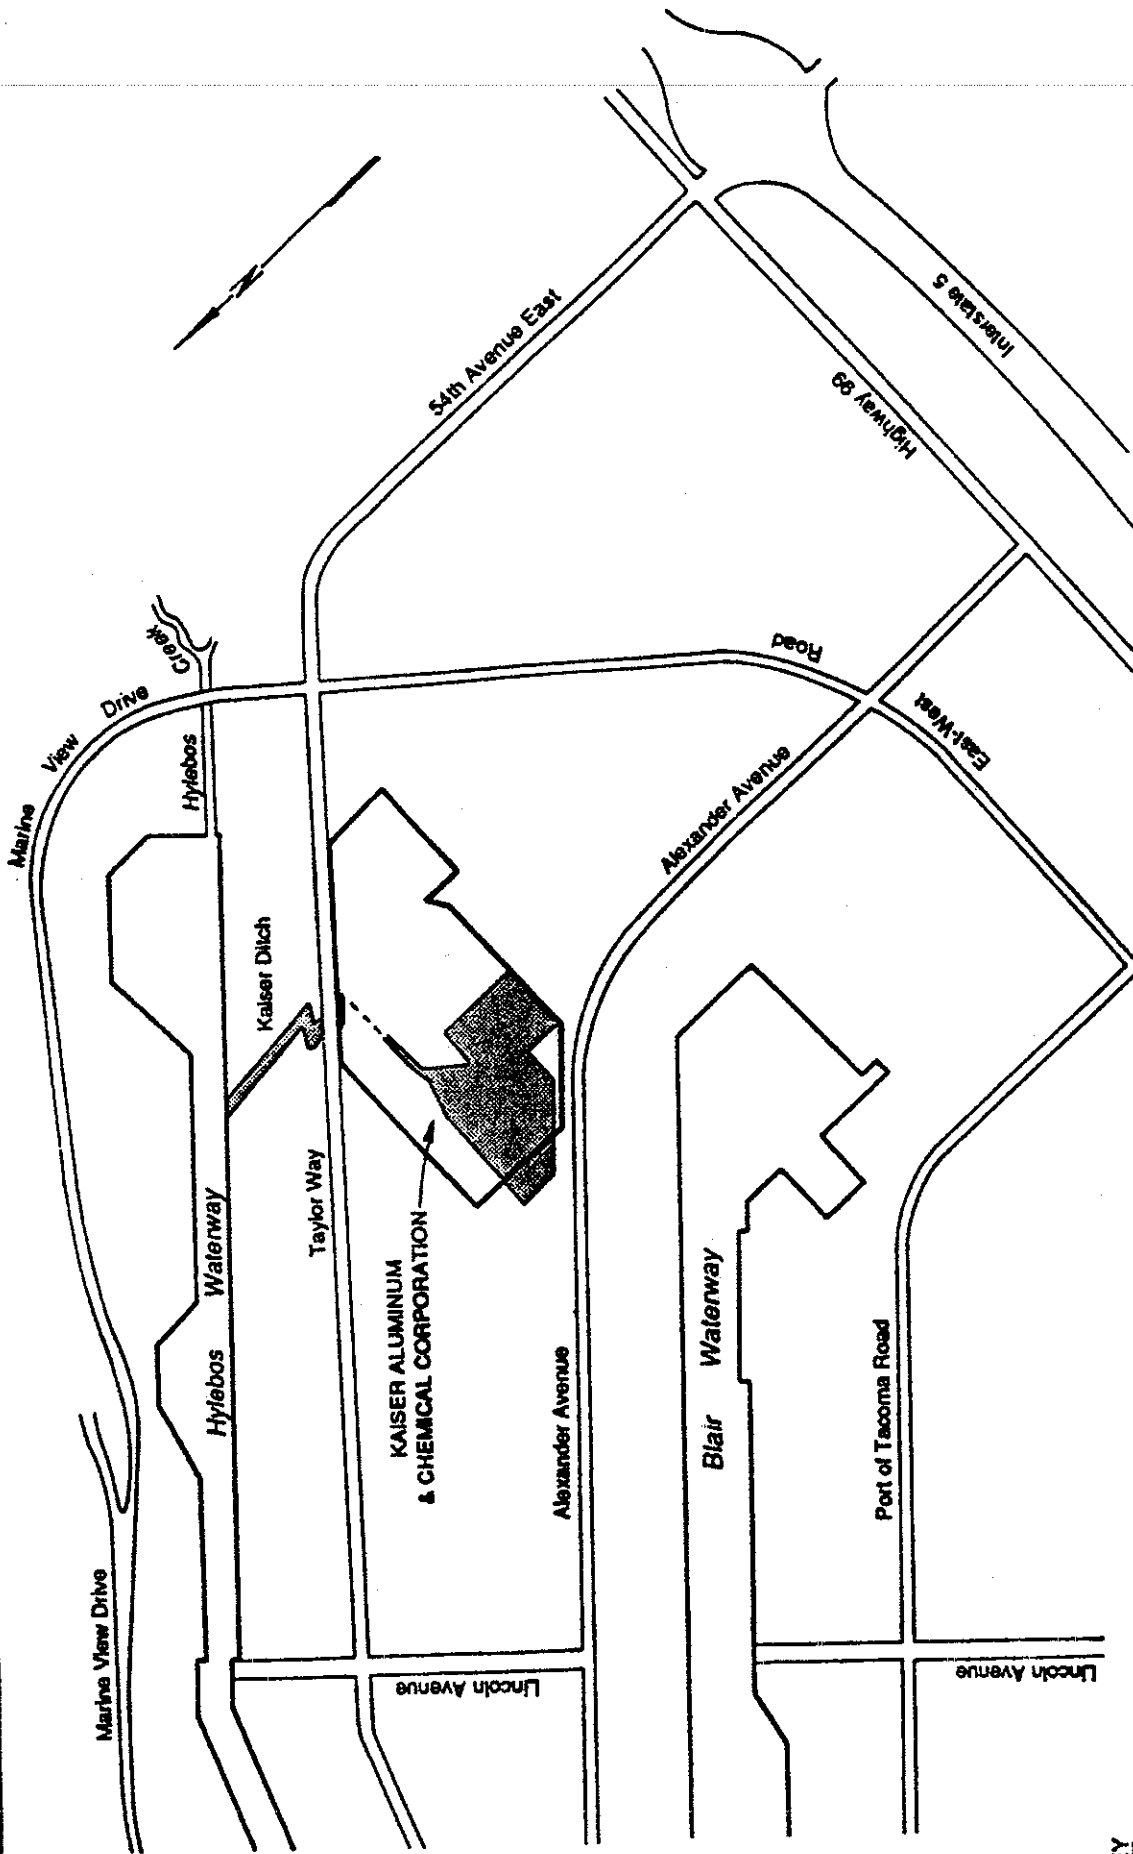 Marine View Drive
Marine
View
Drive
Hylebos
Creek
Hylebos
Waterway
Kaiser Ditch
Taylor Way
KAISER ALUMINUM
& CHEMICAL CORPORATION
54th Avenue East
N
Interstate 5
Highway 99
Road
East-West
Alexander Avenue
Alexander Avenue
Blair
Waterway
Port of Tacoma Road
Lincoln Avenue
Lincoln Avenue
Y